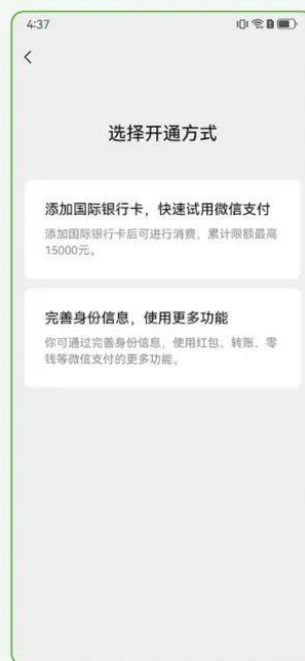 4:37
选择开通方式
添加国际银行卡，快速试用微信支付
添加国际银行卡后可进行消费，累计限额最高
15000元。
完善身份信息，使用更多功能
你可通过完善身份信息，使用红包、转账、零
钱等微信支付的更多功能。